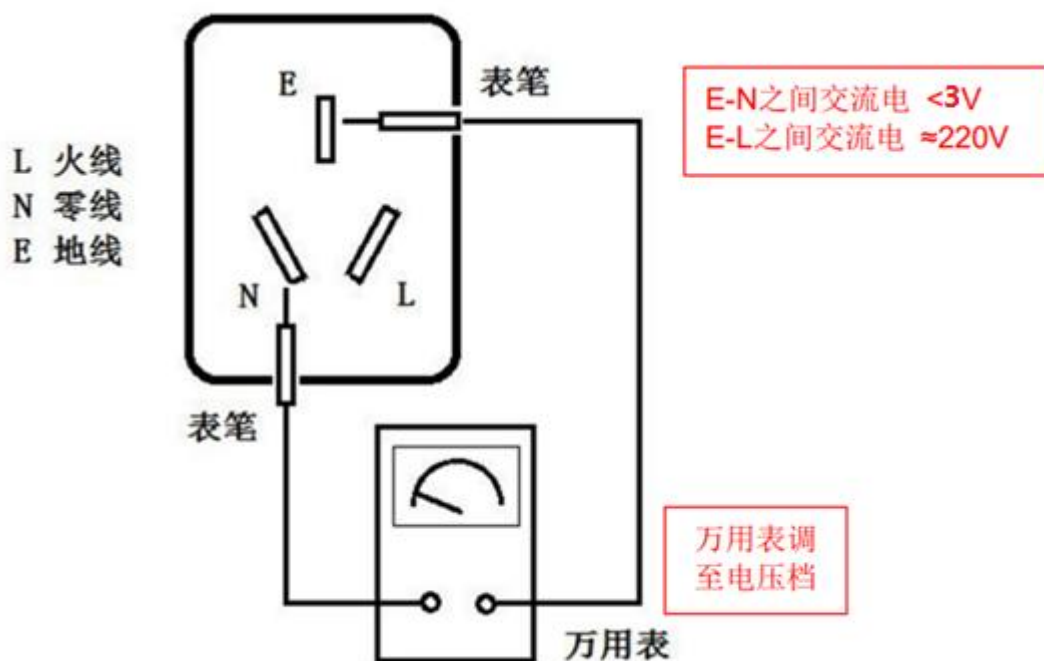 E
表笔
E-N之间交流电 <3V
E-L之间交流电 ≈220V
L 火线
N 零线
E 地线
N
L
表笔
万用表调
至电压档
万用表